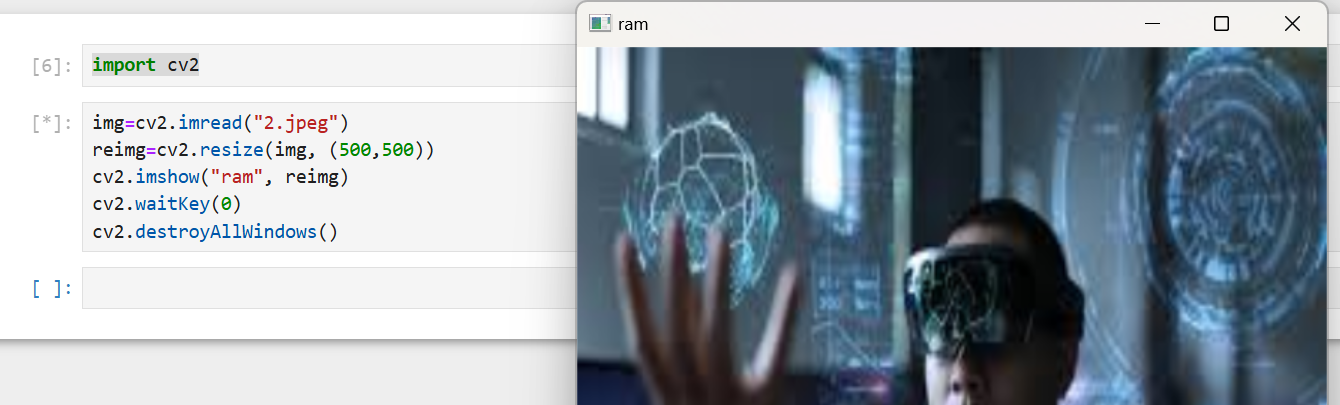 [6]:
import cv2
[*]:
img=cv2.imread("2.jpeg")
reimg=cv2.resize(img, (500,500))
cv2.imshow("ram", reimg)
cv2.waitKey(0)
cv2.destroyAllWindows()
[ ]:
ram